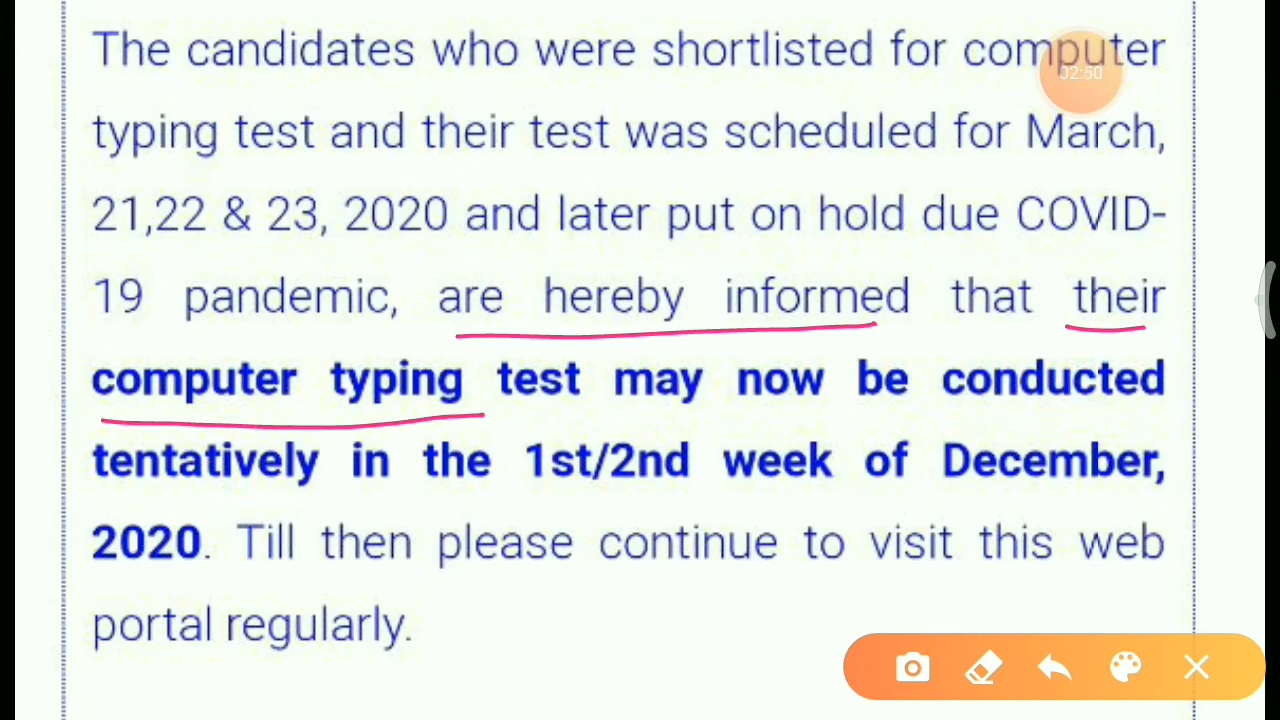 The candidates who were shortlisted for computer
02:50
typing test and their test was scheduled for March,
21,22 & 23, 2020 and later put on hold due COVID-
19 pandemic, are hereby informed that their
computer typing test may now be conducted
tentatively in the 1st/2nd week of December,
2020. Till then please continue to visit this web
portal regularly.